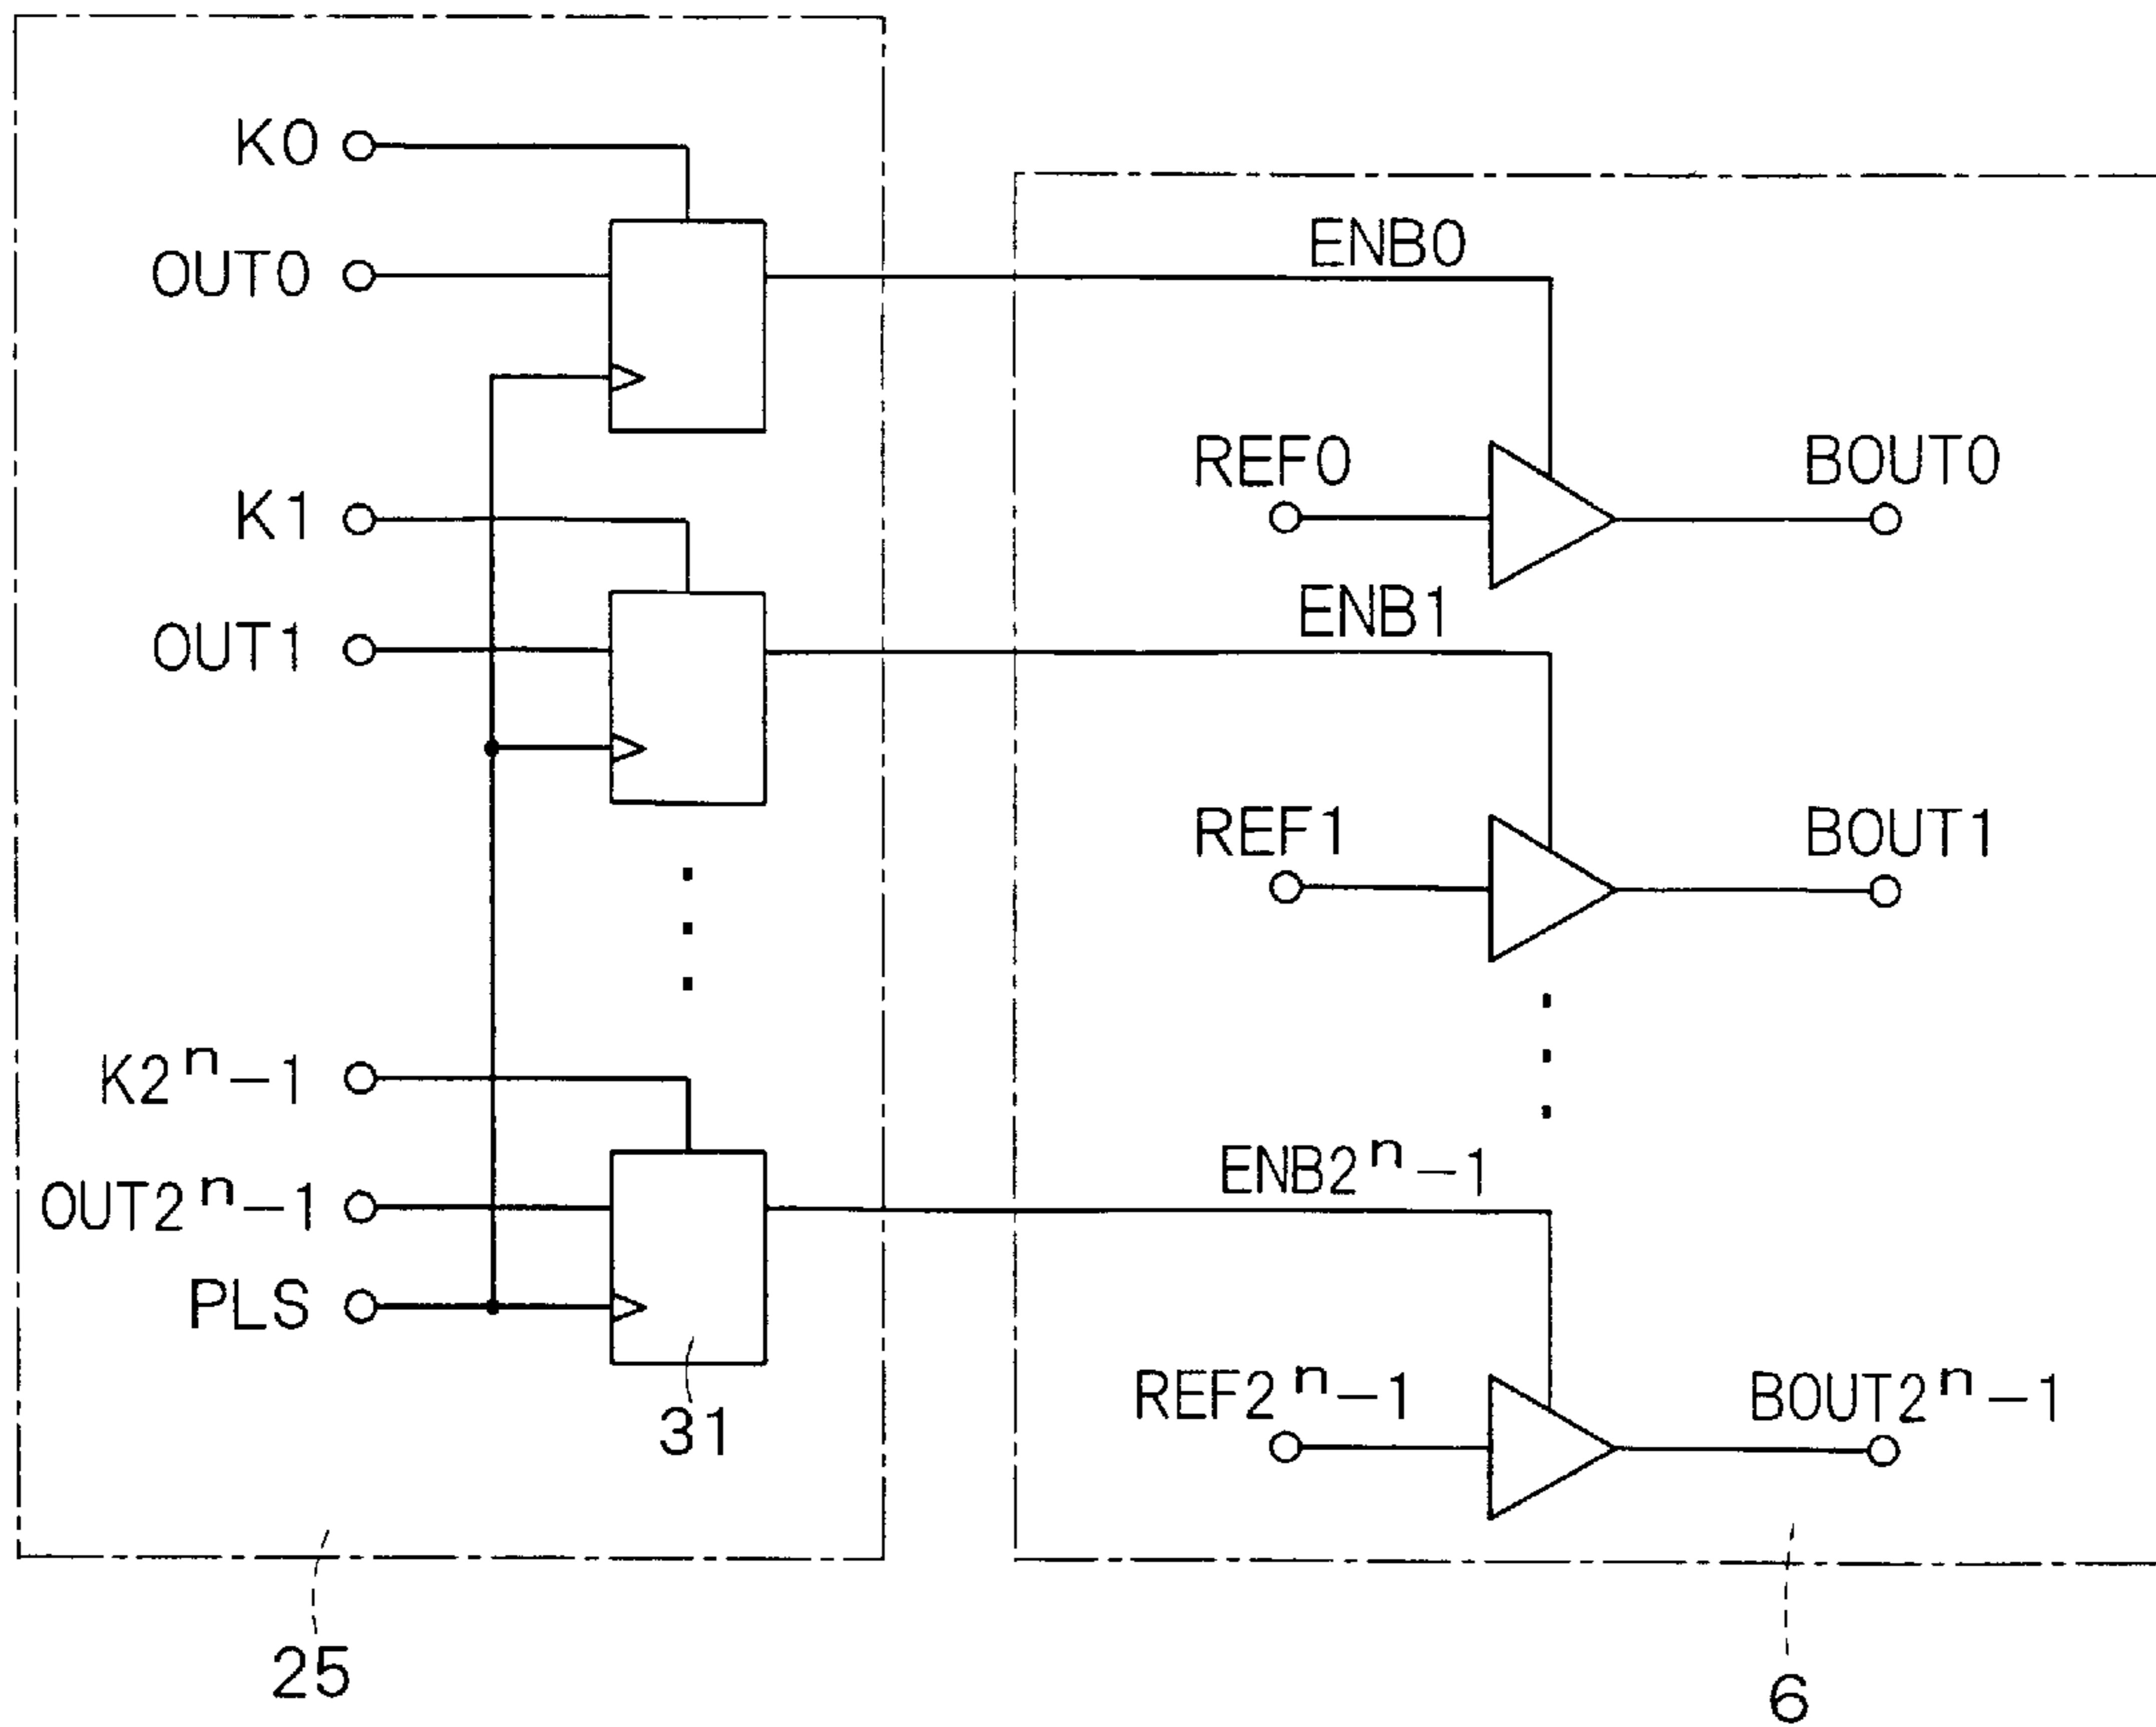 K0
OUT0
ENB0
REF0
BOUT0
K1
OUT1
ENB1
REF1
BOUT1
K2ⁿ-1
OUT2ⁿ-1
ENB2ⁿ-1
PLS
REF2ⁿ-1
BOUT2ⁿ-1
31
25
6